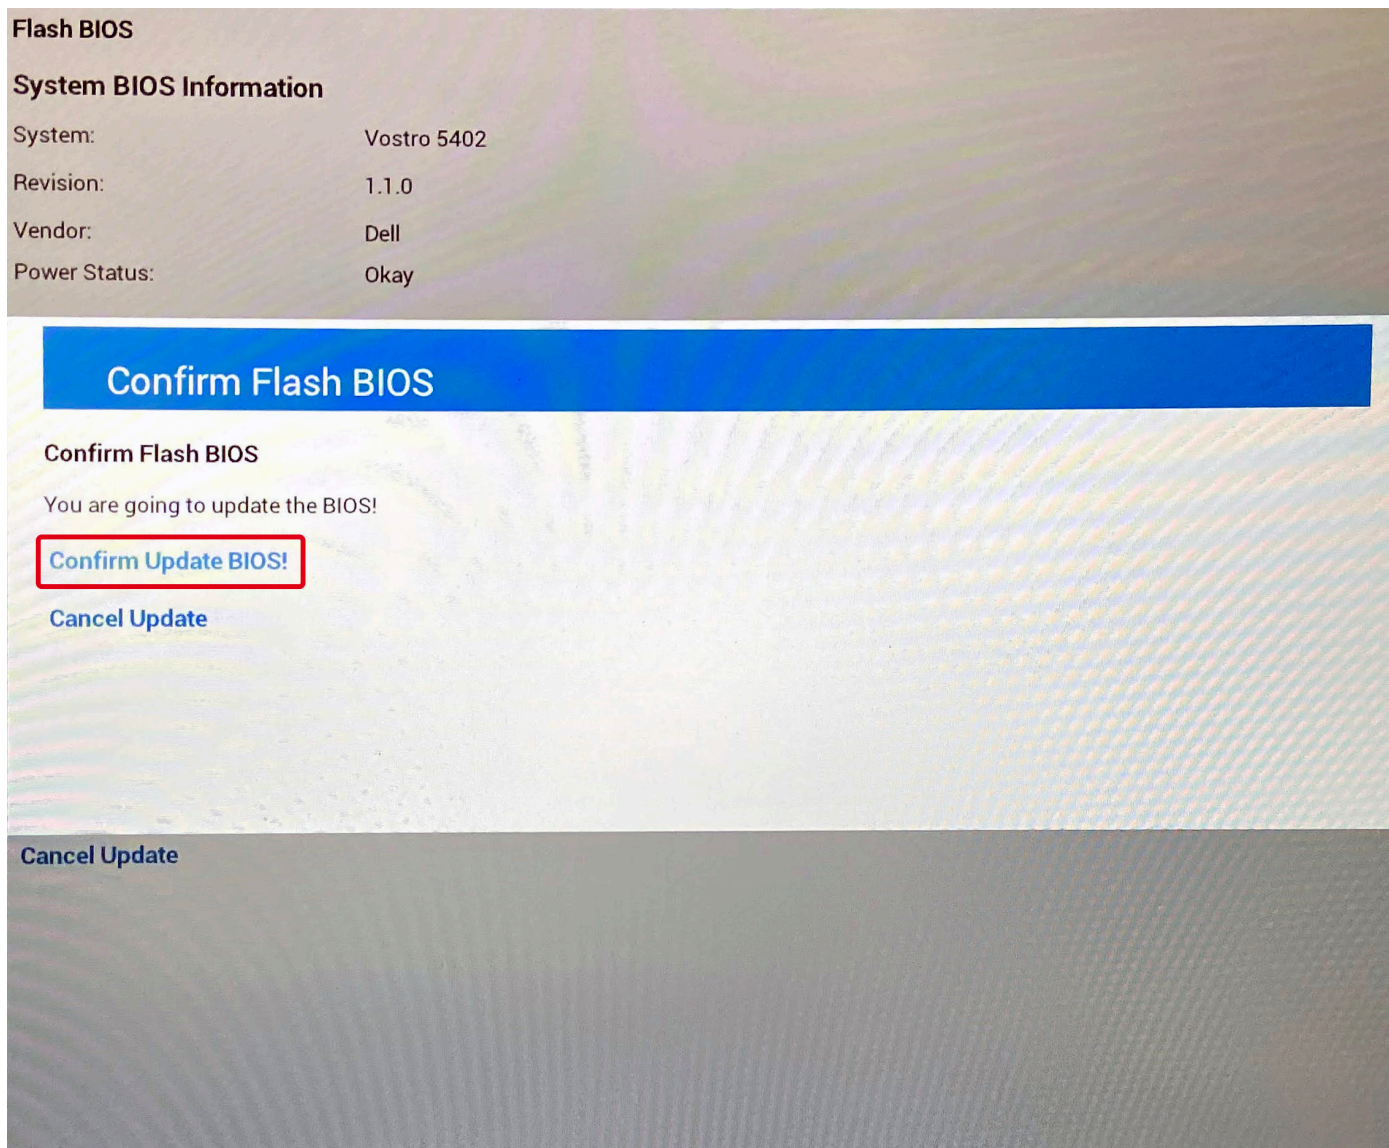 Flash BIOS
System BIOS Information
System: Vostro 5402
Revision: 1.1.0
Vendor: Dell
Power Status: Okay
Confirm Flash BIOS
Confirm Flash BIOS
You are going to update the BIOS!
Confirm Update BIOS!
Cancel Update
Cancel Update